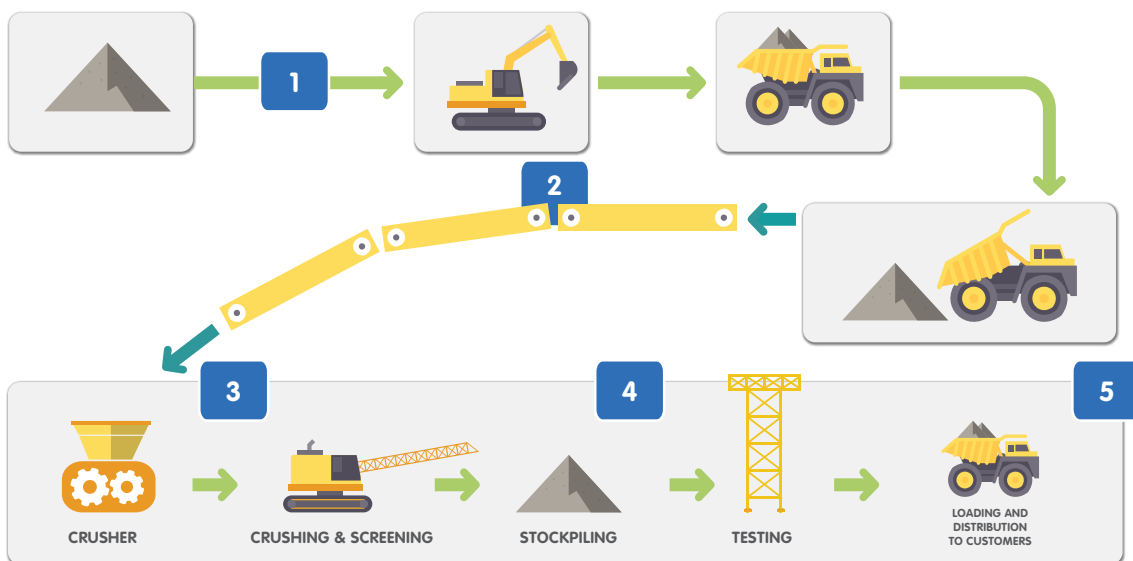 1
2
3
4
5
CRUSHER
CRUSHING & SCREENING
STOCKPILING
TESTING
LOADING AND
DISTRIBUTION
TO CUSTOMERS